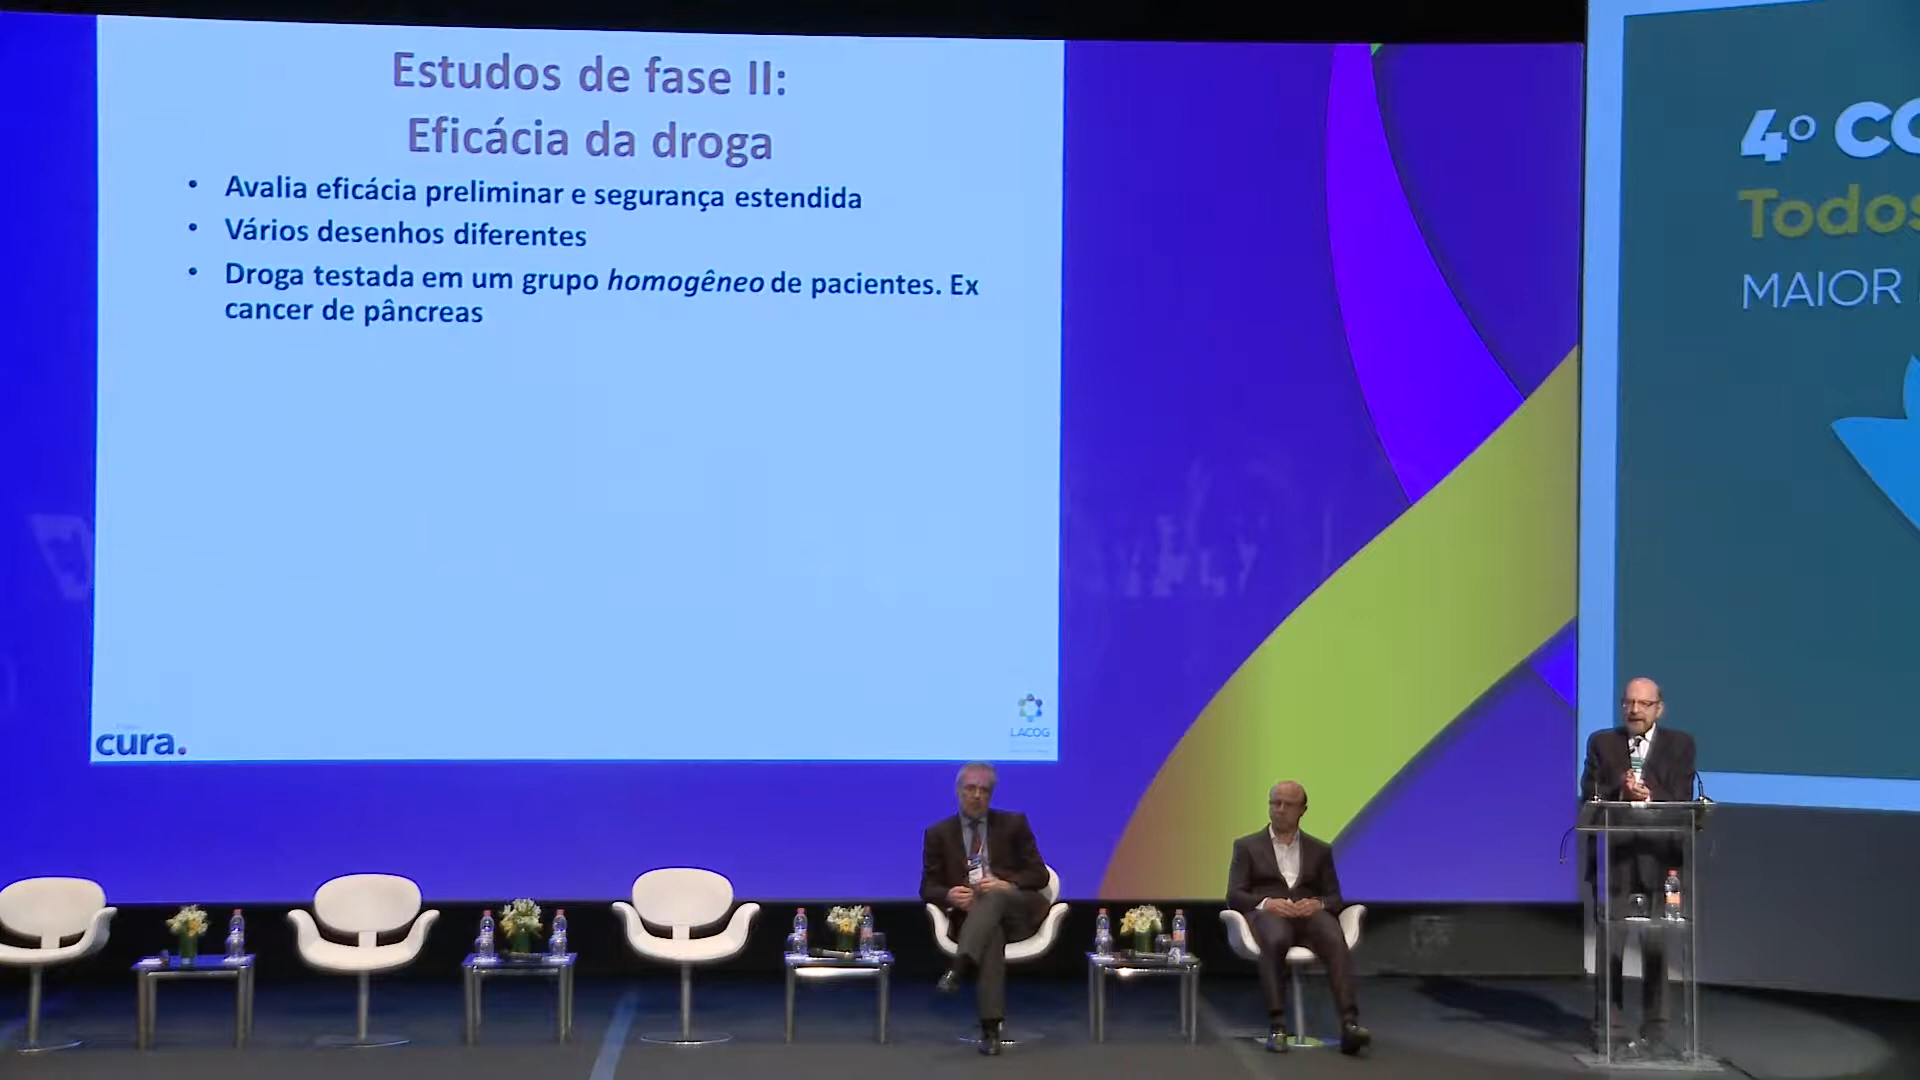 Estudos de fase II:
Eficácia da droga
• Avalia eficácia preliminar e segurança estendida
• Vários desenhos diferentes
• Droga testada em um grupo homogêneo de pacientes. Ex
cancer de pâncreas
cura.
LACOG
4º CO
Todos
MAIOR